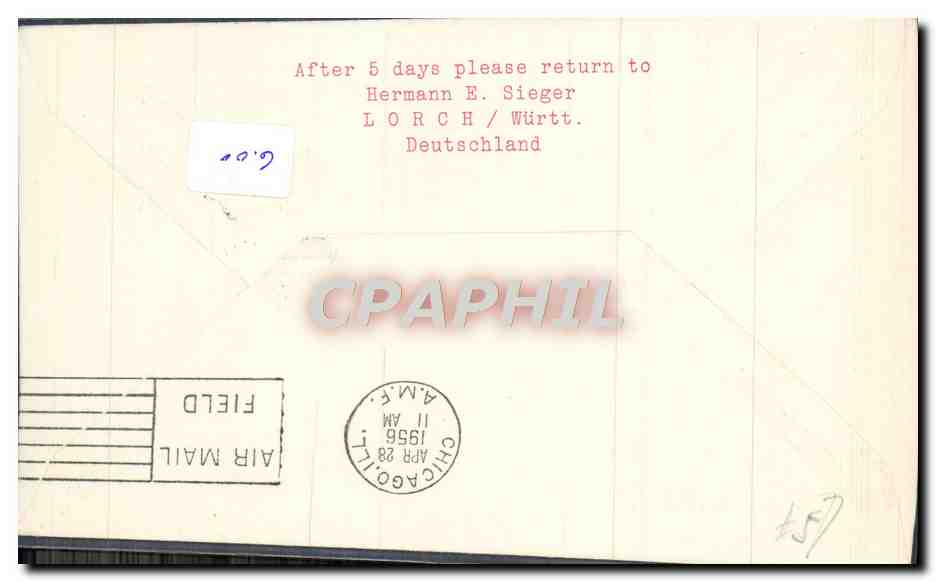 After 5 days please return to
Hermann E. Sieger
L O R C H / Württ.
Deutschland
6.00
CPAPHIL
AIR MAIL
FIELD
CHICAGO, ILL.
APR 28
11 AM
1956
A.M.F.